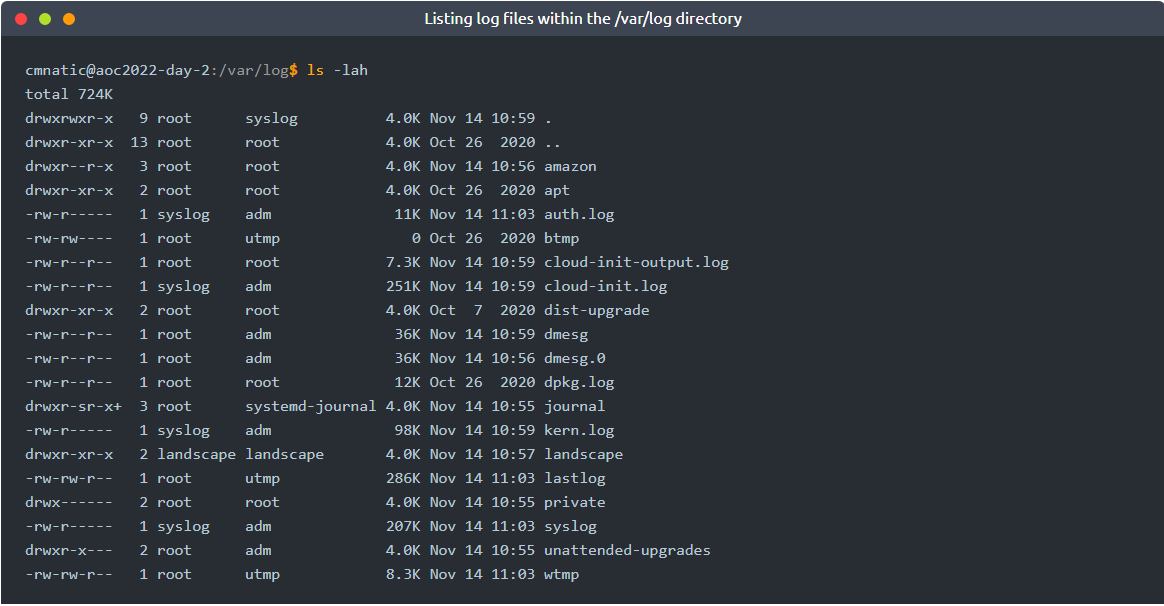 Listing log files within the /var/log directory
cmnatic@aoc2022-day-2:/var/log$ ls -lah
total 724K
drwxrwxr-x   9 root      syslog          4.0K Nov 14 10:59 .
drwxr-xr-x  13 root      root            4.0K Oct 26  2020 ..
drwxr--r-x   3 root      root            4.0K Nov 14 10:56 amazon
drwxr-xr-x   2 root      root            4.0K Oct 26  2020 apt
-rw-r-----   1 syslog    adm              11K Nov 14 11:03 auth.log
-rw-rw----   1 root      utmp               0 Oct 26  2020 btmp
-rw-r--r--   1 root      root            7.3K Nov 14 10:59 cloud-init-output.log
-rw-r--r--   1 syslog    adm             251K Nov 14 10:59 cloud-init.log
drwxr-xr-x   2 root      root            4.0K Oct  7  2020 dist-upgrade
-rw-r--r--   1 root      adm              36K Nov 14 10:59 dmesg
-rw-r--r--   1 root      adm              36K Nov 14 10:56 dmesg.0
-rw-r--r--   1 root      root             12K Oct 26  2020 dpkg.log
drwxr-sr-x+  3 root      systemd-journal 4.0K Nov 14 10:55 journal
-rw-r-----   1 syslog    adm              98K Nov 14 10:59 kern.log
drwxr-xr-x   2 landscape landscape       4.0K Nov 14 10:57 landscape
-rw-rw-r--   1 root      utmp            286K Nov 14 11:03 lastlog
drwx------   2 root      root            4.0K Nov 14 10:55 private
-rw-r-----   1 syslog    adm             207K Nov 14 11:03 syslog
drwxr-x---   2 root      adm             4.0K Nov 14 10:55 unattended-upgrades
-rw-rw-r--   1 root      utmp            8.3K Nov 14 11:03 wtmp